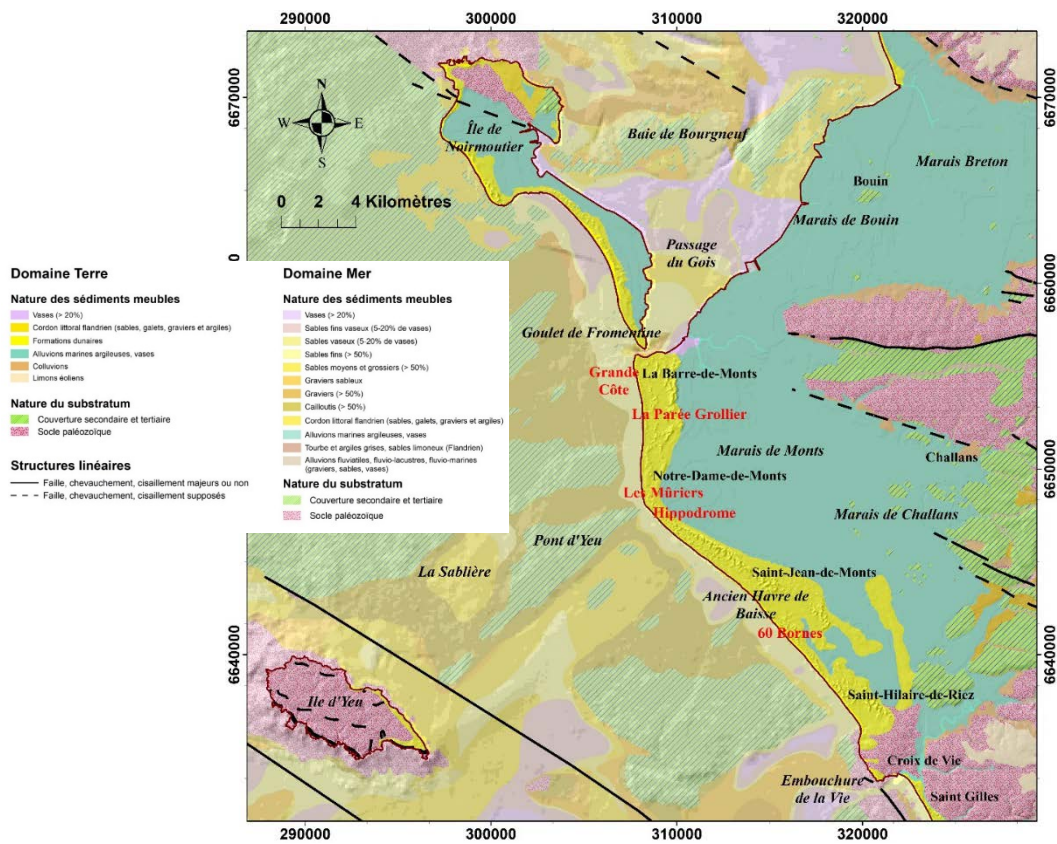 290000 300000 310000 320000
6670000
6670000
N
W E
S
0 2 4 Kilomètres
Île de
Noirmoutier
Baie de Bourgneuf
Marais Breton
Bouin
Marais de Bouin
Passage
du Gois
0
6660000
Goulet de Fromentine
Grande
Côte
La Barre-de-Monts
La Parée Grollier
Marais de Monts
Challans
Notre-Dame-de-Monts
Les Mûriers
Hippodrome
Marais de Challans
6650000
Pont d'Yeu
La Sablière
Saint-Jean-de-Monts
Ancien Havre de
Baisse
60 Bornes
6640000
6640000
Ile d'Yeu
Saint-Hilaire-de-Riez
Croix de Vie
Embouchure
de la Vie
Saint Gilles
290000 300000 310000 320000
Domaine Terre
Nature des sédiments meubles
Vases (> 20%)
Cordon littoral flandrien (sables, galets, graviers et argiles)
Formations dunaires
Alluvions marines argileuses, vases
Colluvions
Limons éoliens
Nature du substratum
Couverture secondaire et tertiaire
Socle paléozoïque
Structures linéaires
Faille, chevauchement, cisaillement majeurs ou non
Faille, chevauchement, cisaillement supposés
Domaine Mer
Nature des sédiments meubles
Vases (> 20%)
Sables fins vaseux (5-20% de vases)
Sables vaseux (5-20% de vases)
Sables fins (> 50%)
Sables moyens et grossiers (> 50%)
Graviers sableux
Graviers (> 50%)
Cailloutis (> 50%)
Cordon littoral flandrien (sables, galets, graviers et argiles)
Alluvions marines argileuses, vases
Tourbe et argiles grises, sables limoneux (Flandrien)
Alluvions fluviatiles, fluvio-lacustres, fluvio-marines
(graviers, sables, vases)
Nature du substratum
Couverture secondaire et tertiaire
Socle paléozoïque